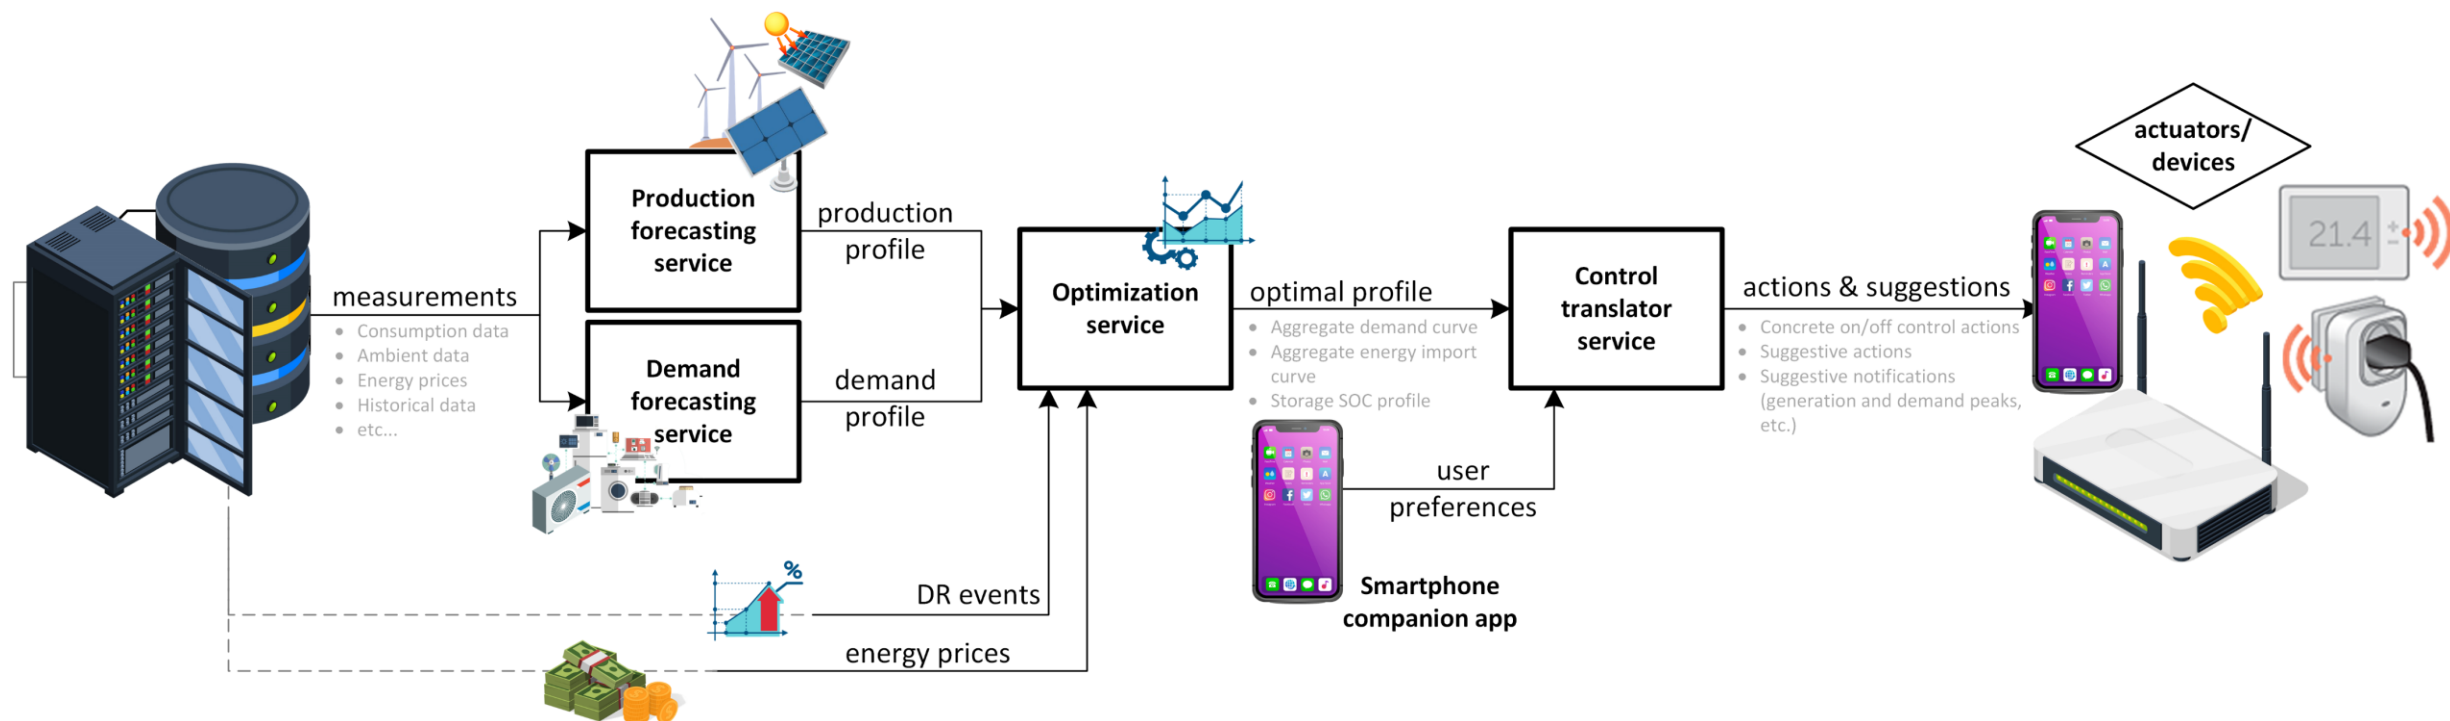 measurements
• Consumption data
• Ambient data
• Energy prices
• Historical data
• etc...
Production
forecasting
service
Demand
forecasting
service
production
profile
demand
profile
DR events
%
energy prices
Optimization
service
optimal profile
• Aggregate demand curve
• Aggregate energy import
curve
• Storage SOC profile
user
preferences
Smartphone
companion app
Control
translator
service
actions & suggestions
• Concrete on/off control actions
• Suggestive actions
• Suggestive notifications
(generation and demand peaks,
etc.)
actuators/
devices
21.4
+
−